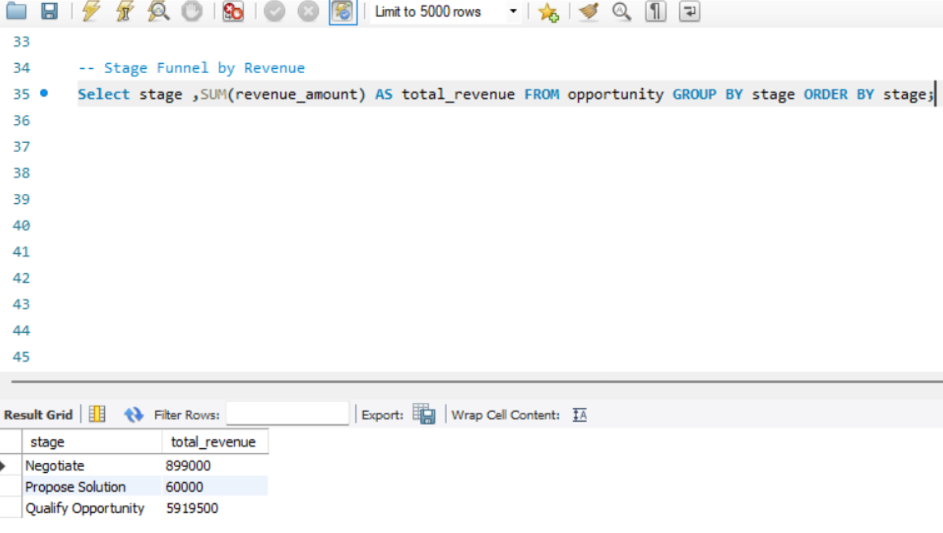 Limit to 5000 rows
33
34 -- Stage Funnel by Revenue
35 Select stage ,SUM(revenue_amount) AS total_revenue FROM opportunity GROUP BY stage ORDER BY stage;
36
37
38
39
40
41
42
43
44
45
Result Grid Filter Rows: Export: Wrap Cell Content: IA
stage total_revenue
Negotiate 899000
Propose Solution 60000
Qualify Opportunity 5919500